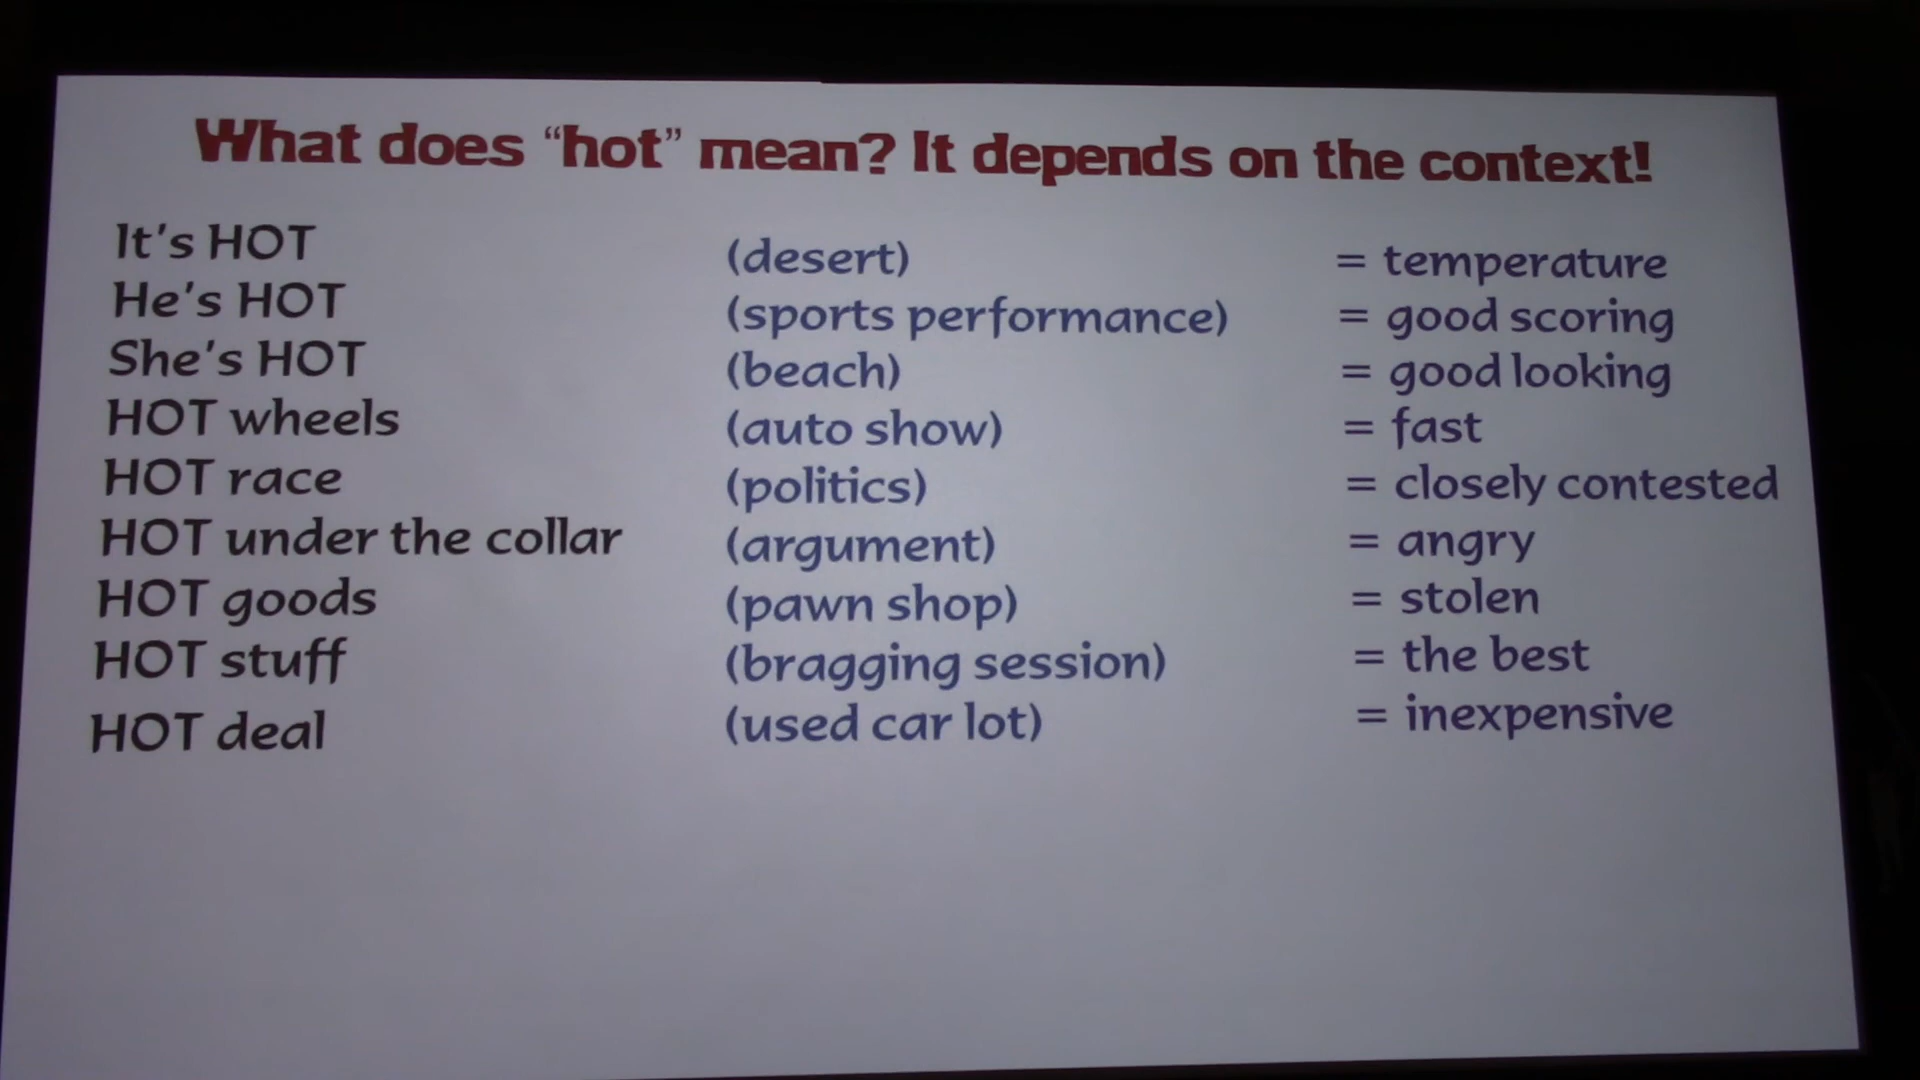 What does “hot” mean? It depends on the context!
It's HOT (desert) = temperature
He's HOT (sports performance) = good scoring
She's HOT (beach) = good looking
HOT wheels (auto show) = fast
HOT race (politics) = closely contested
HOT under the collar (argument) = angry
HOT goods (pawn shop) = stolen
HOT stuff (bragging session) = the best
HOT deal (used car lot) = inexpensive